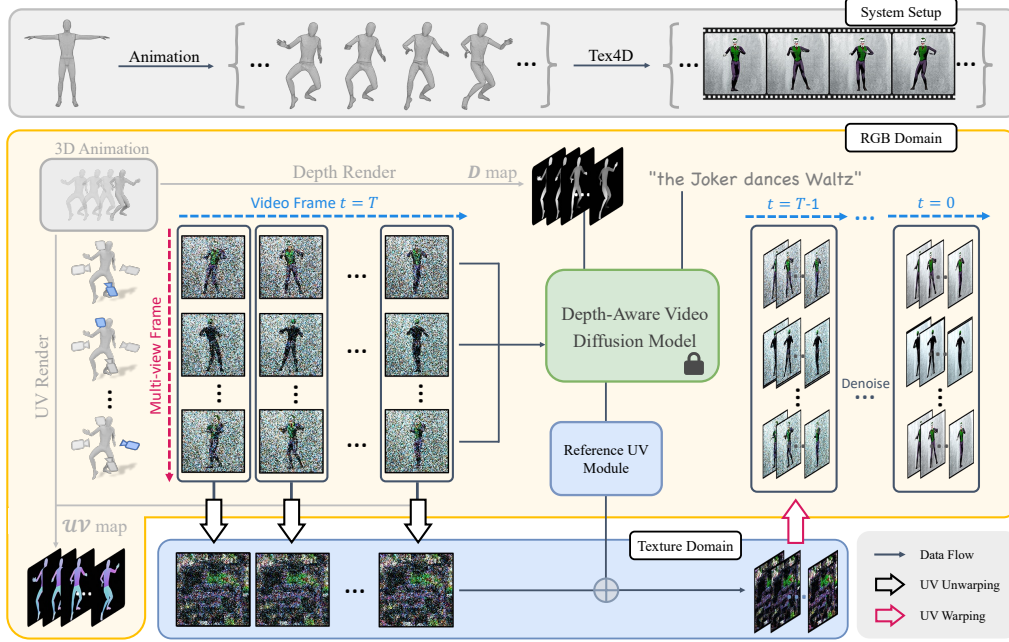 System Setup
Animation
Tex4D
RGB Domain
3D Animation
Depth Render
D map
"the Joker dances Waltz"
Video Frame t = T
t = T-1
...
t = 0
Multi-view Frame
UV Render
Depth-Aware Video
Diffusion Model
Denoise
Reference UV
Module
UV map
Texture Domain
Data Flow
UV Unwarping
UV Warping